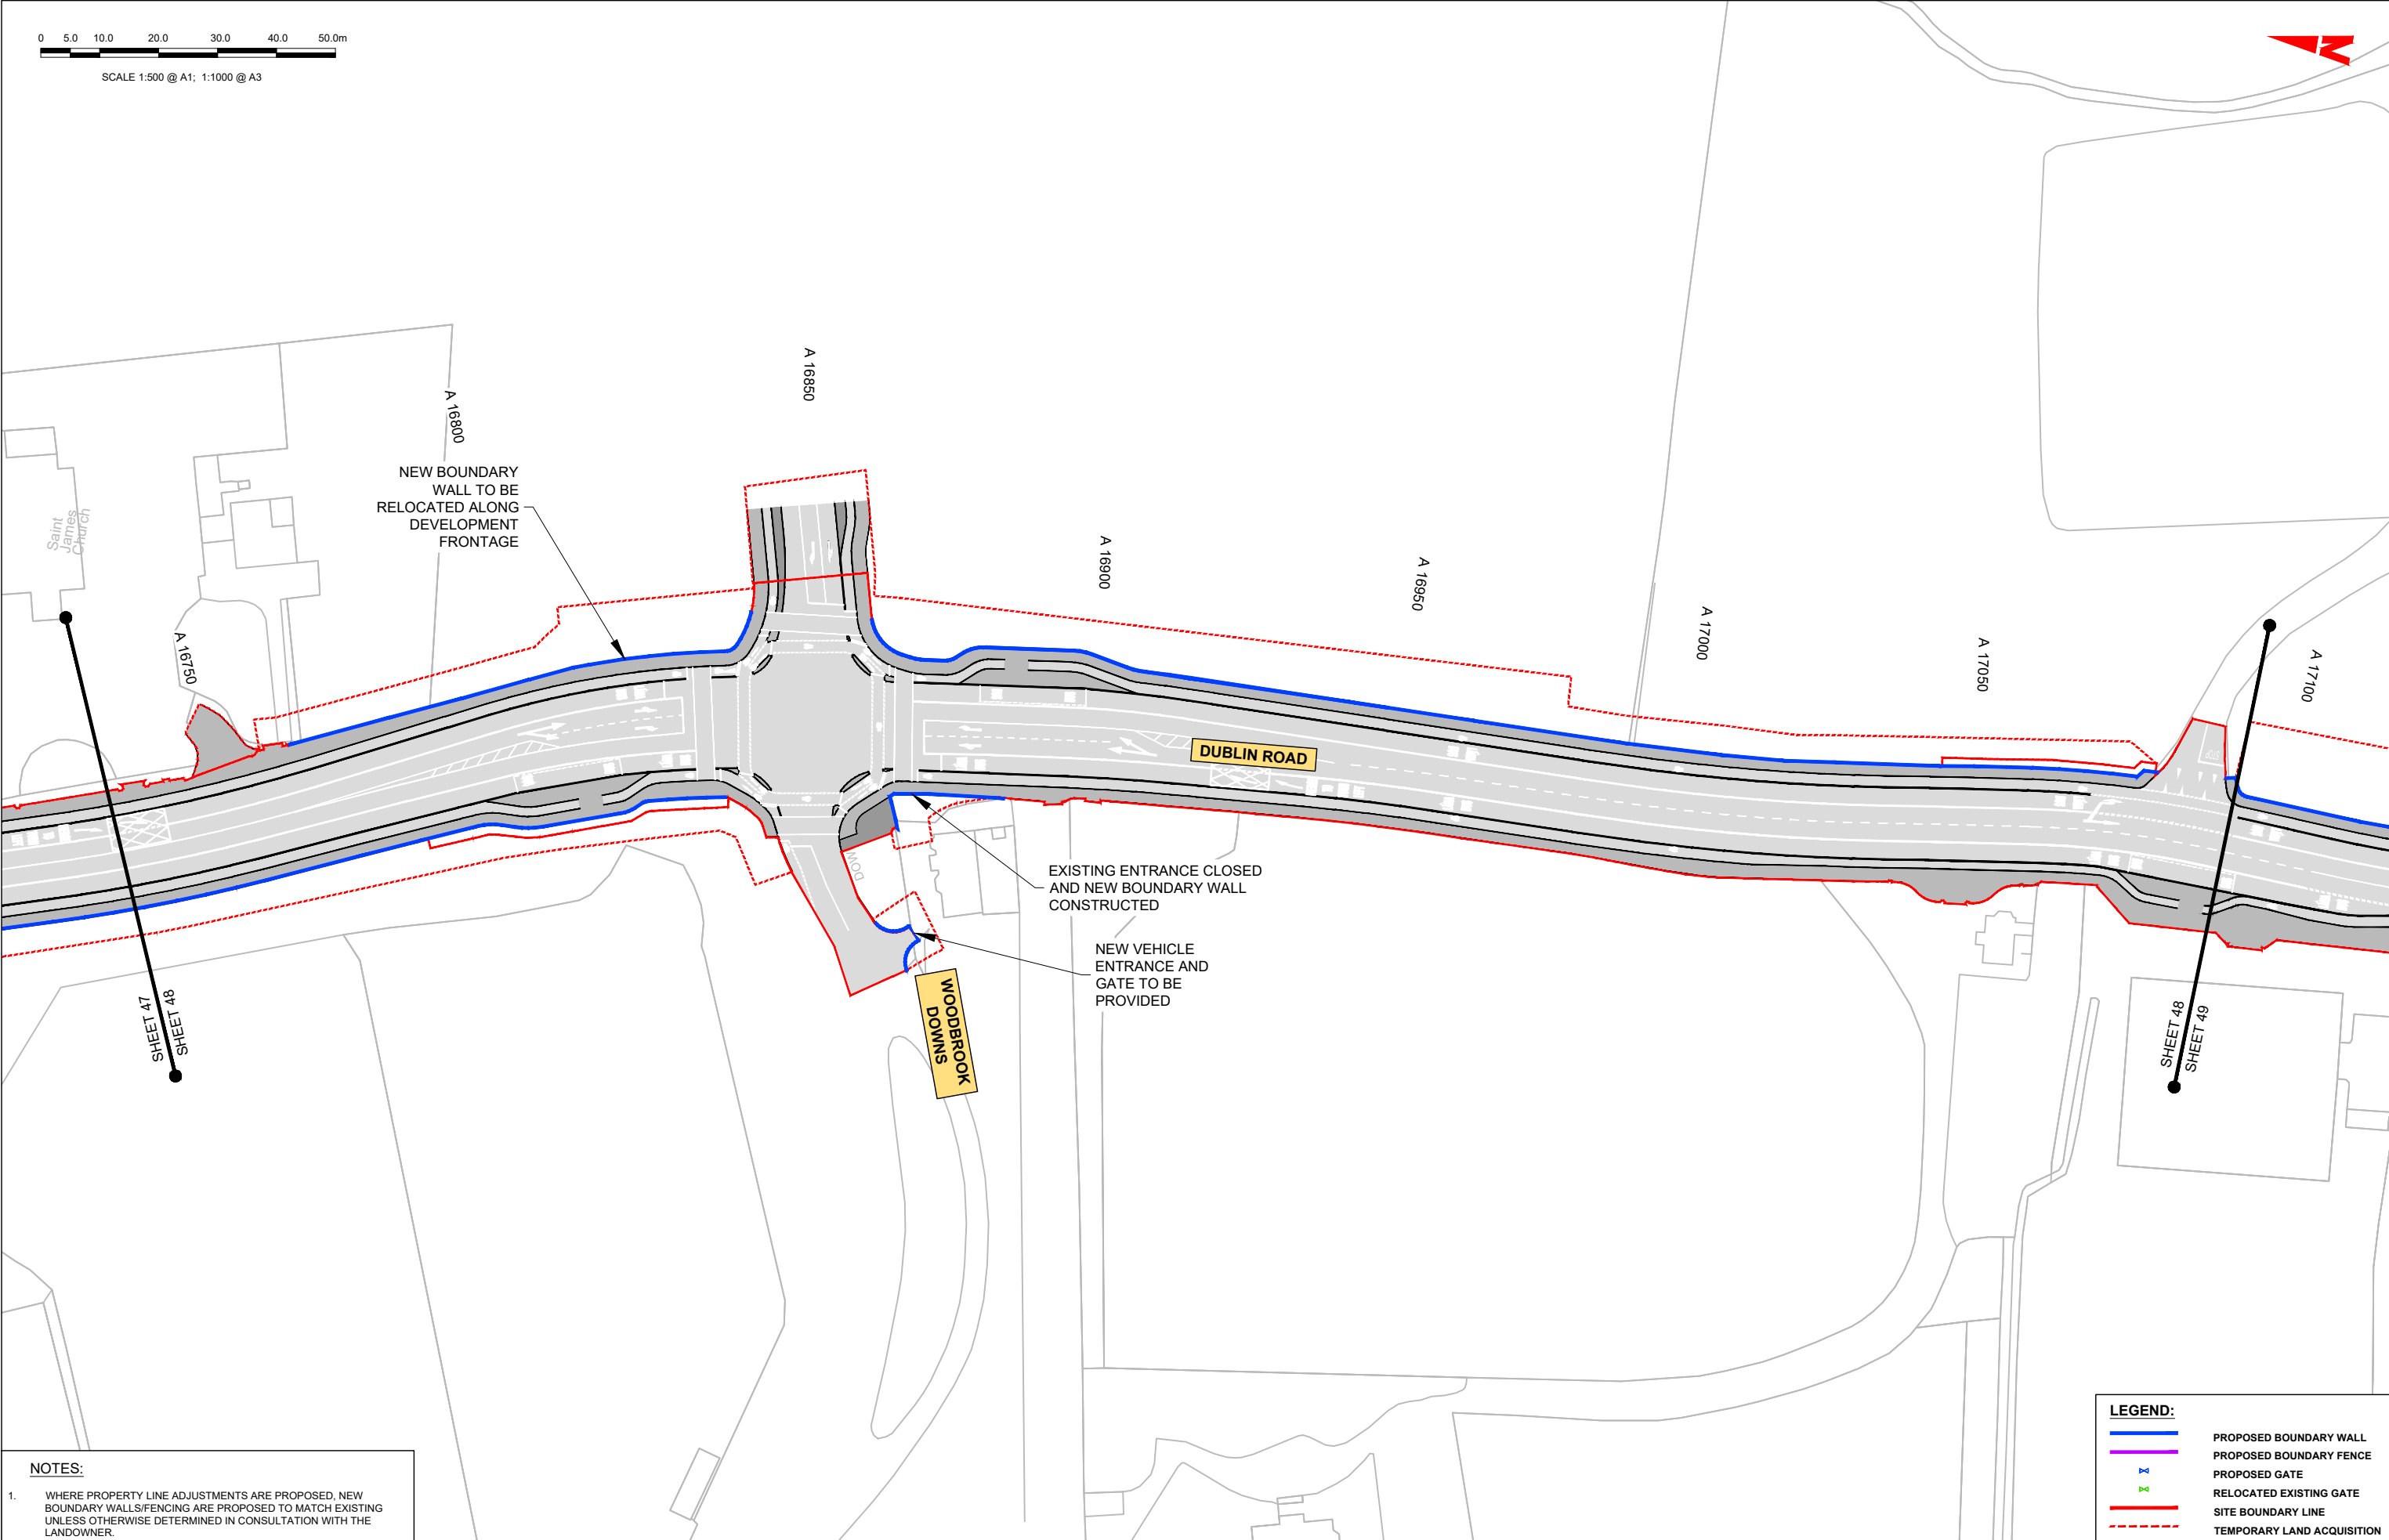 0 5.0 10.0 20.0 30.0 40.0 50.0m
SCALE 1:500 @ A1; 1:1000 @ A3
A 16750
A 16800
A 16850
A 16900
A 16950
A 17000
A 17050
A 17100
Saint
James
Church
NEW BOUNDARY
WALL TO BE
RELOCATED ALONG
DEVELOPMENT
FRONTAGE
DUBLIN ROAD
EXISTING ENTRANCE CLOSED
AND NEW BOUNDARY WALL
CONSTRUCTED
NEW VEHICLE
ENTRANCE AND
GATE TO BE
PROVIDED
DOW
WOODBROOK
DOWNS
SHEET 47
SHEET 48
SHEET 48
SHEET 49
NOTES:
1. WHERE PROPERTY LINE ADJUSTMENTS ARE PROPOSED, NEW
BOUNDARY WALLS/FENCING ARE PROPOSED TO MATCH EXISTING
UNLESS OTHERWISE DETERMINED IN CONSULTATION WITH THE
LANDOWNER.
LEGEND:
PROPOSED BOUNDARY WALL
PROPOSED BOUNDARY FENCE
PROPOSED GATE
RELOCATED EXISTING GATE
SITE BOUNDARY LINE
TEMPORARY LAND ACQUISITION